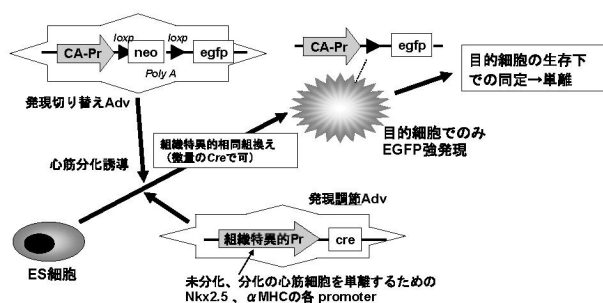 loxp loxp
CA-Pr neo egfp
Poly A
発現切り替えAdv
CA-Pr egfp
目的細胞の生存下
での同定→単離
組織特異的相同組換え
（微量のCreで可）
目的細胞でのみ
EGFP強発現
心筋分化誘導
発現調節Adv
組織特異的Pr cre
ES細胞
未分化、分化の心筋細胞を単離するための
Nkx2.5 、αMHCの各 promoter